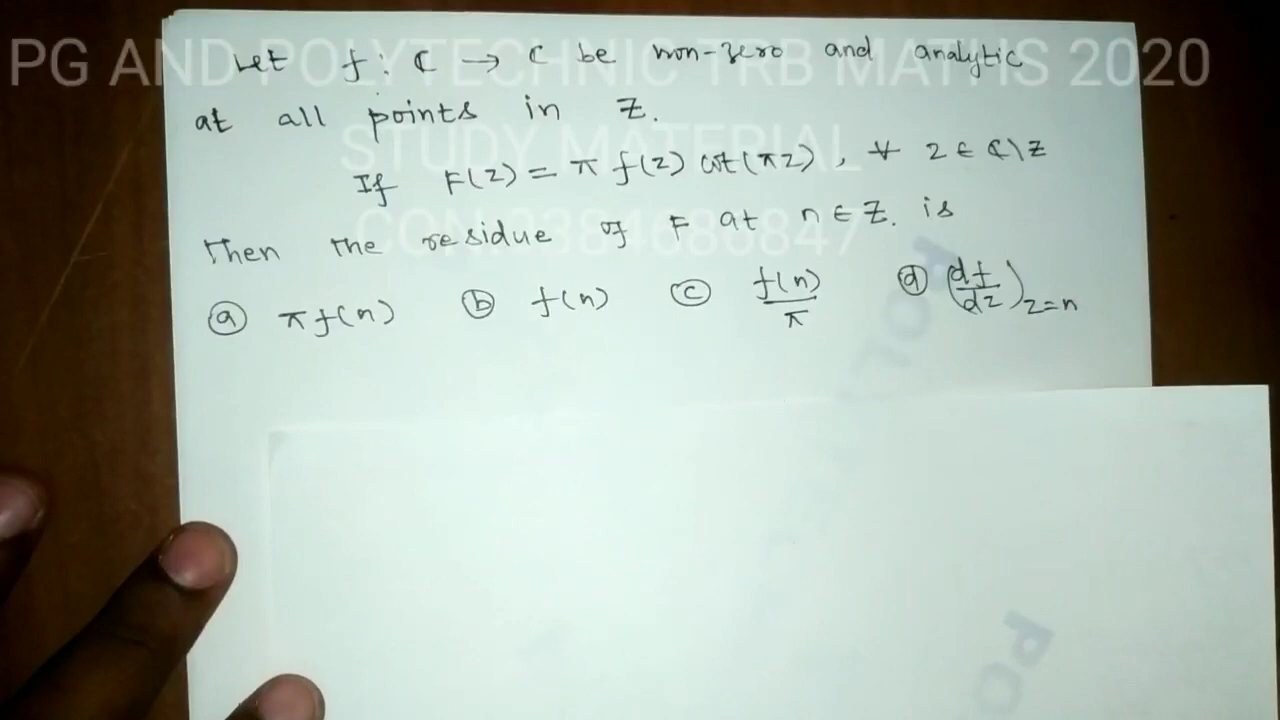 PG AND POLYTECHNIC TRB MATHS 2020
STUDY MATERIAL
Let f : ℂ → ℂ be non-zero and analytic
at all points in ℤ.
If F(z) = π f(z) cot(πz), ∀ z ∈ ℂ\ℤ
Then the residue of F at n ∈ ℤ. is
ⓐ π f(n) ⓑ f(n) ⓒ f(n)/π ⓓ (df/dz)z=n